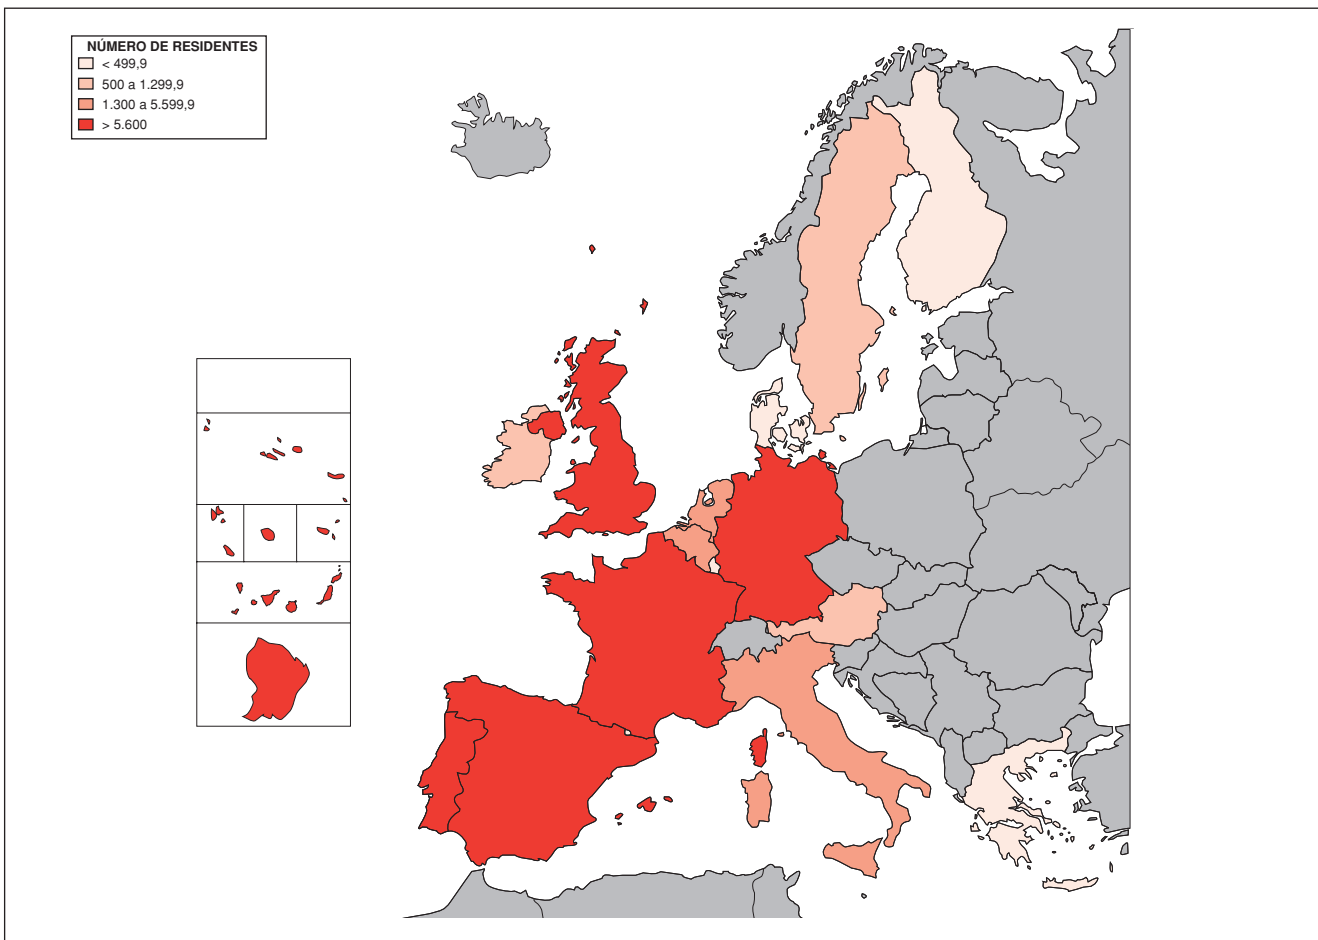 NÚMERO DE RESIDENTES
< 499,9
500 a 1.299,9
1.300 a 5.599,9
> 5.600